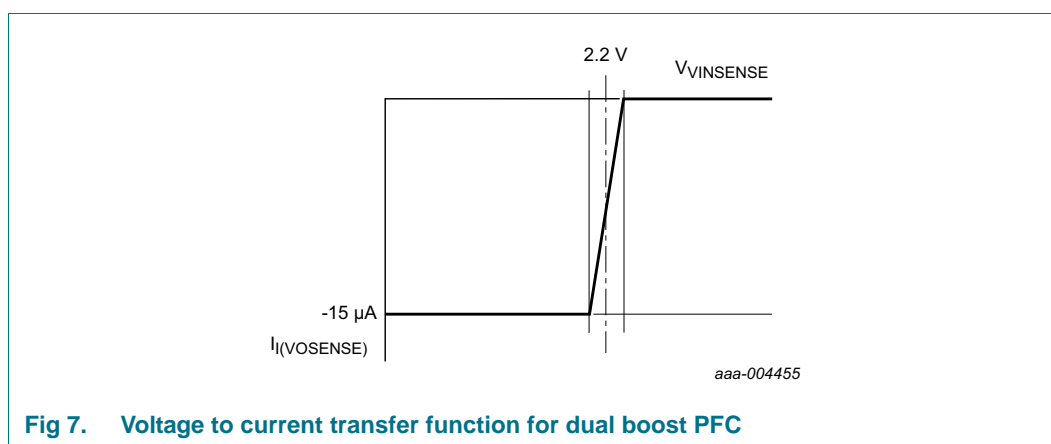 2.2 V
VVINSENSE
-15 μA
II(VOSENSE)
aaa-004455
Fig 7. Voltage to current transfer function for dual boost PFC